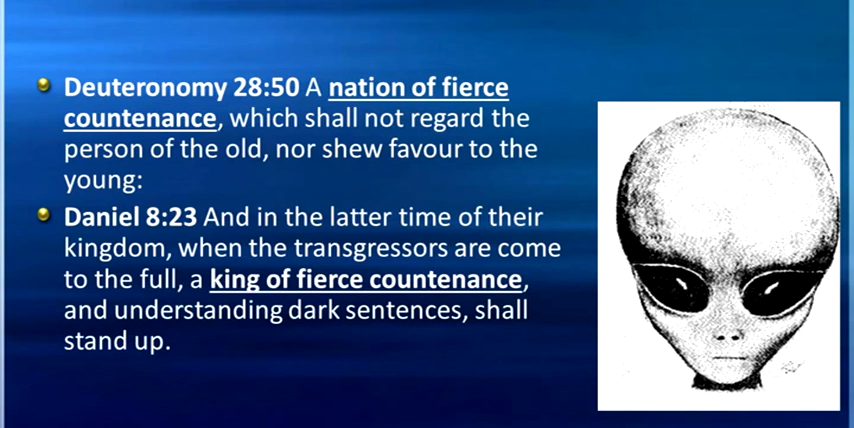 Deuteronomy 28:50 A nation of fierce
countenance, which shall not regard the
person of the old, nor shew favour to the
young:
Daniel 8:23 And in the latter time of their
kingdom, when the transgressors are come
to the full, a king of fierce countenance,
and understanding dark sentences, shall
stand up.